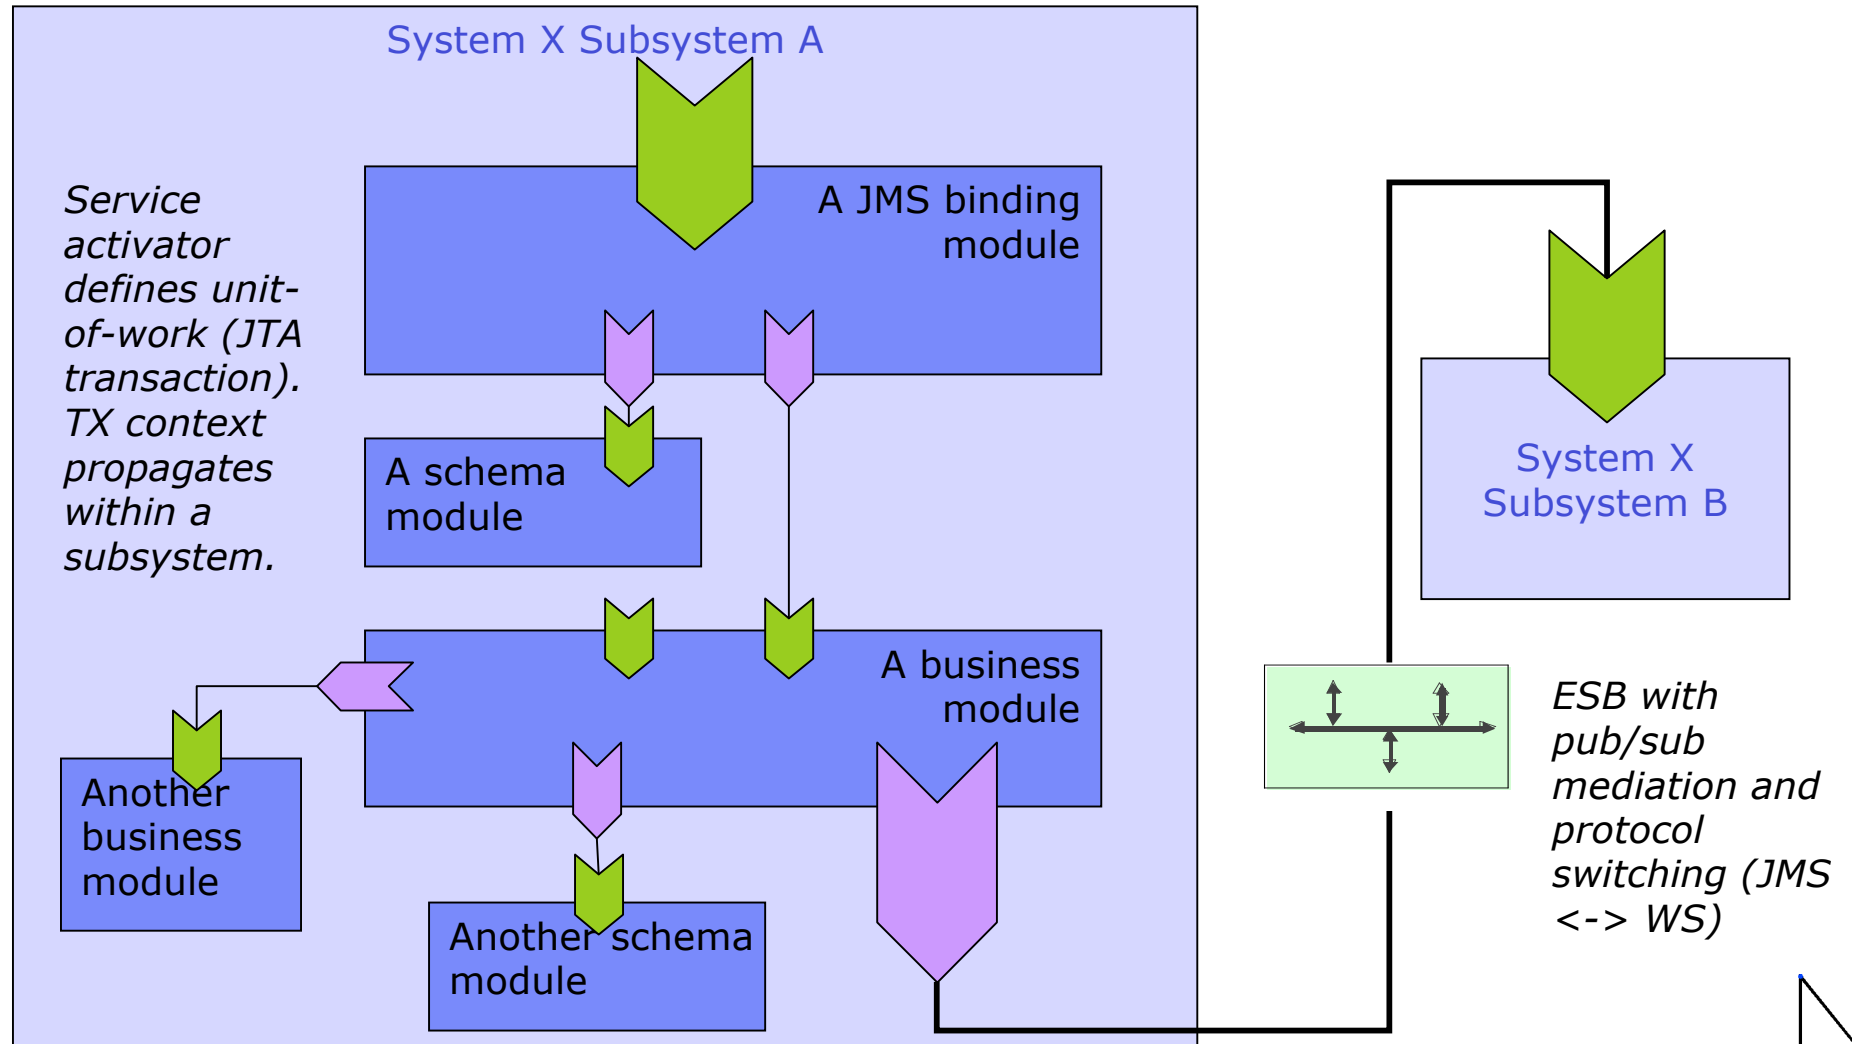 System X Subsystem A
Service
activator
defines unit-
of-work (JTA
transaction).
TX context
propagates
within a
subsystem.
A JMS binding
module
A schema
module
A business
module
Another
business
module
Another schema
module
System X
Subsystem B
ESB with
pub/sub
mediation and
protocol
switching (JMS
<-> WS)